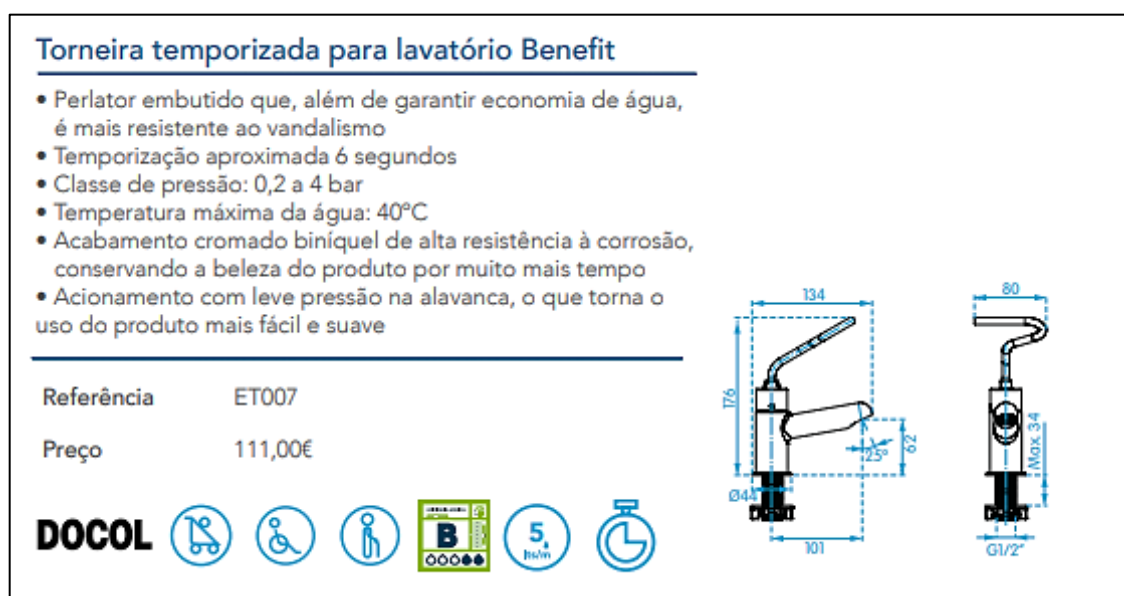 Torneira temporizada para lavatório Benefit
• Perlator embutido que, além de garantir economia de água,
é mais resistente ao vandalismo
• Temporização aproximada 6 segundos
• Classe de pressão: 0,2 a 4 bar
• Temperatura máxima da água: 40ºC
• Acabamento cromado biníquel de alta resistência à corrosão,
conservando a beleza do produto por muito mais tempo
• Acionamento com leve pressão na alavanca, o que torna o
uso do produto mais fácil e suave
Referência ET007
Preço 111,00€
DOCOL
B
5,
lts/m
134
176
62
25º
Ø44
101
80
Max 34
G1/2"